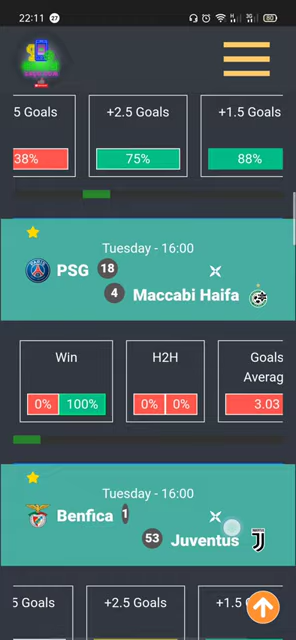 22:11 27
5 Goals
+2.5 Goals
+1.5 Goals
38%
75%
88%
Tuesday - 16:00
PSG 18
4 Maccabi Haifa
Win
H2H
Goals
Averag
0% 100%
0% 0%
3.03
Tuesday - 16:00
Benfica 1
53 Juventus
5 Goals
+2.5 Goals
+1.5 G